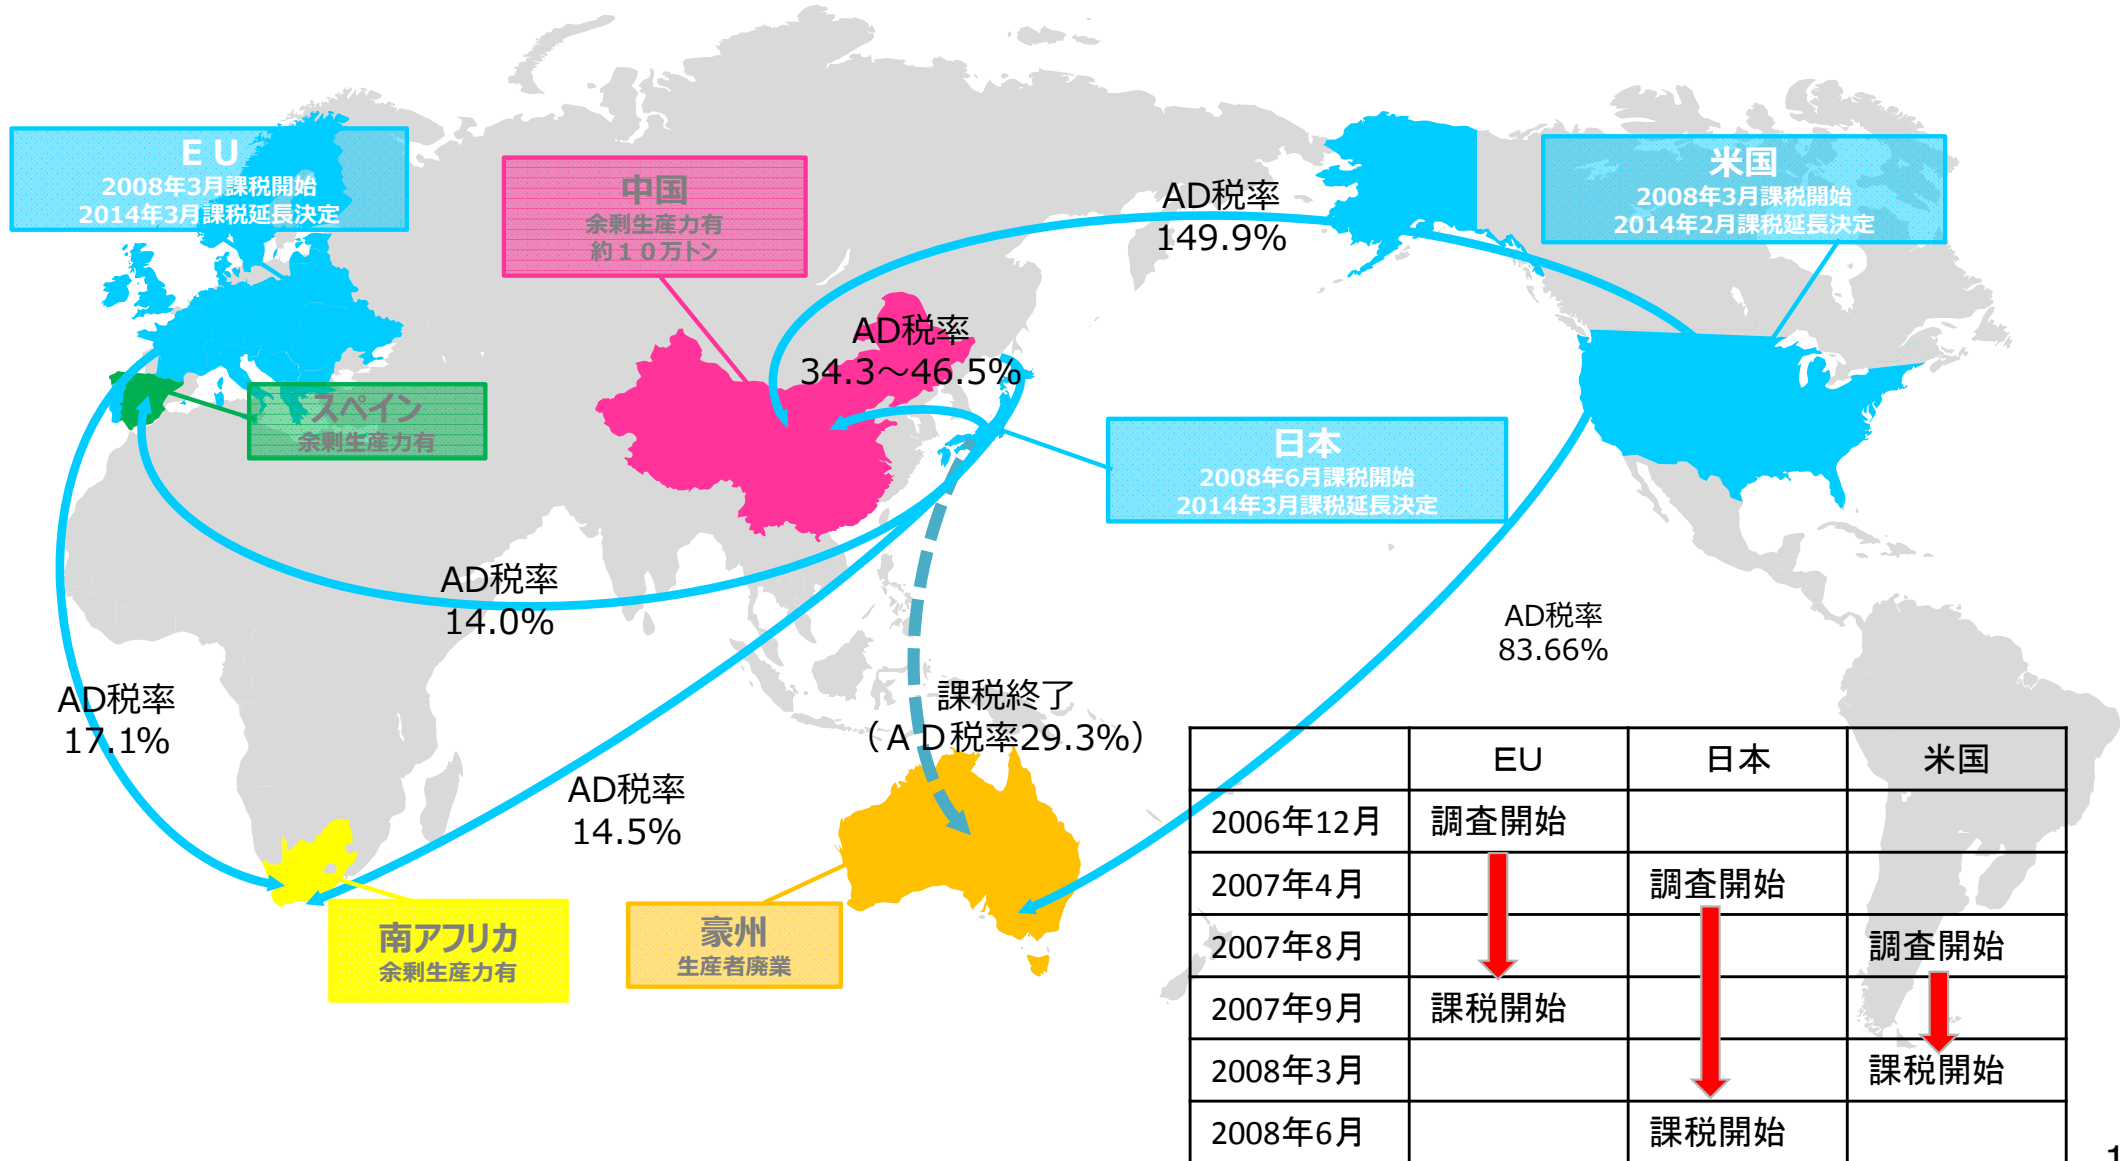 ＥＵ
2008年3月課税開始
2014年3月課税延長決定
中国
余剰生産力有
約１０万トン
AD税率
149.9%
米国
2008年3月課税開始
2014年2月課税延長決定
AD税率
34.3～46.5%
スペイン
余剰生産力有
日本
2008年6月課税開始
2014年3月課税延長決定
AD税率
14.0%
AD税率
83.66%
AD税率
17.1%
課税終了
（ＡＤ税率29.3%）
AD税率
14.5%
南アフリカ
余剰生産力有
豪州
生産者廃業
EU 日本 米国
2006年12月 調査開始
2007年4月 調査開始
2007年8月 調査開始
2007年9月 課税開始
2008年3月 課税開始
2008年6月 課税開始